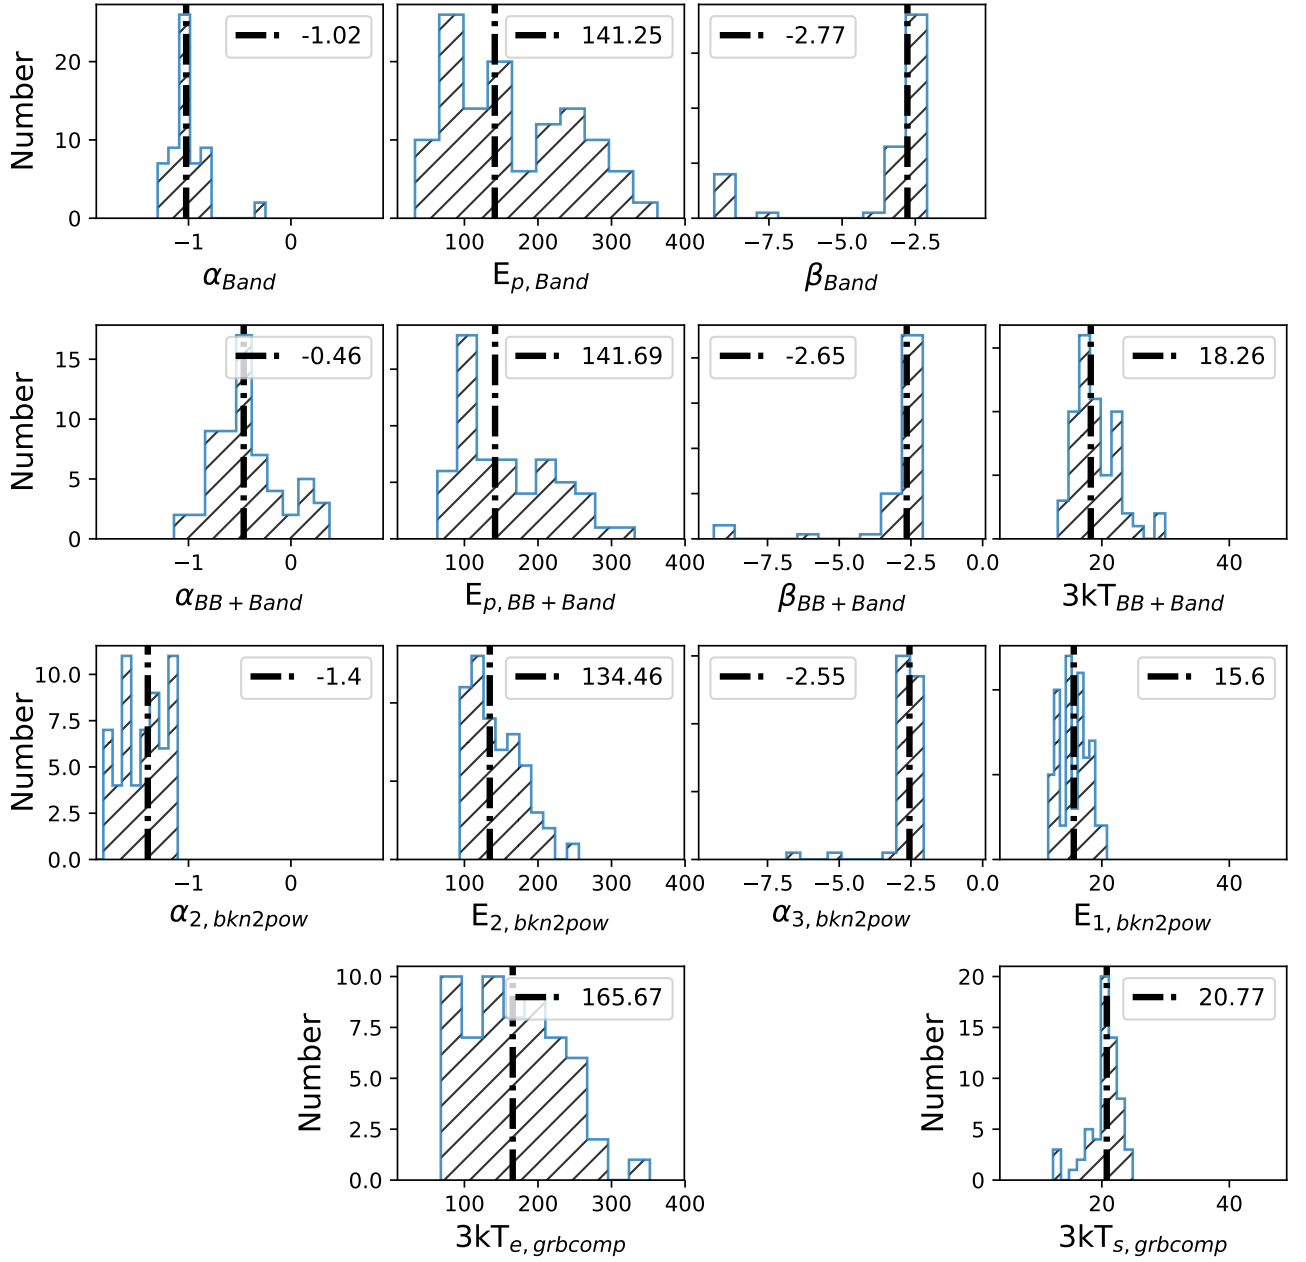 -1.02
141.25
-2.77
Number
20
10
0
−1 0
100 200 300 400
−7.5 −5.0 −2.5
α_Band
E_p, Band
β_Band
-0.46
141.69
-2.65
18.26
Number
15
10
5
0
−1 0
100 200 300 400
−7.5 −5.0 −2.5 0.0
20 40
α_BB + Band
E_p, BB + Band
β_BB + Band
3kT_BB + Band
-1.4
134.46
-2.55
15.6
Number
10.0
7.5
5.0
2.5
0.0
−1 0
100 200 300 400
−7.5 −5.0 −2.5 0.0
20 40
α_2, bkn2pow
E_2, bkn2pow
α_3, bkn2pow
E_1, bkn2pow
165.67
Number
10.0
7.5
5.0
2.5
0.0
100 200 300 400
3kT_e, grbcomp
20.77
Number
20
15
10
5
0
20 40
3kT_s, grbcomp